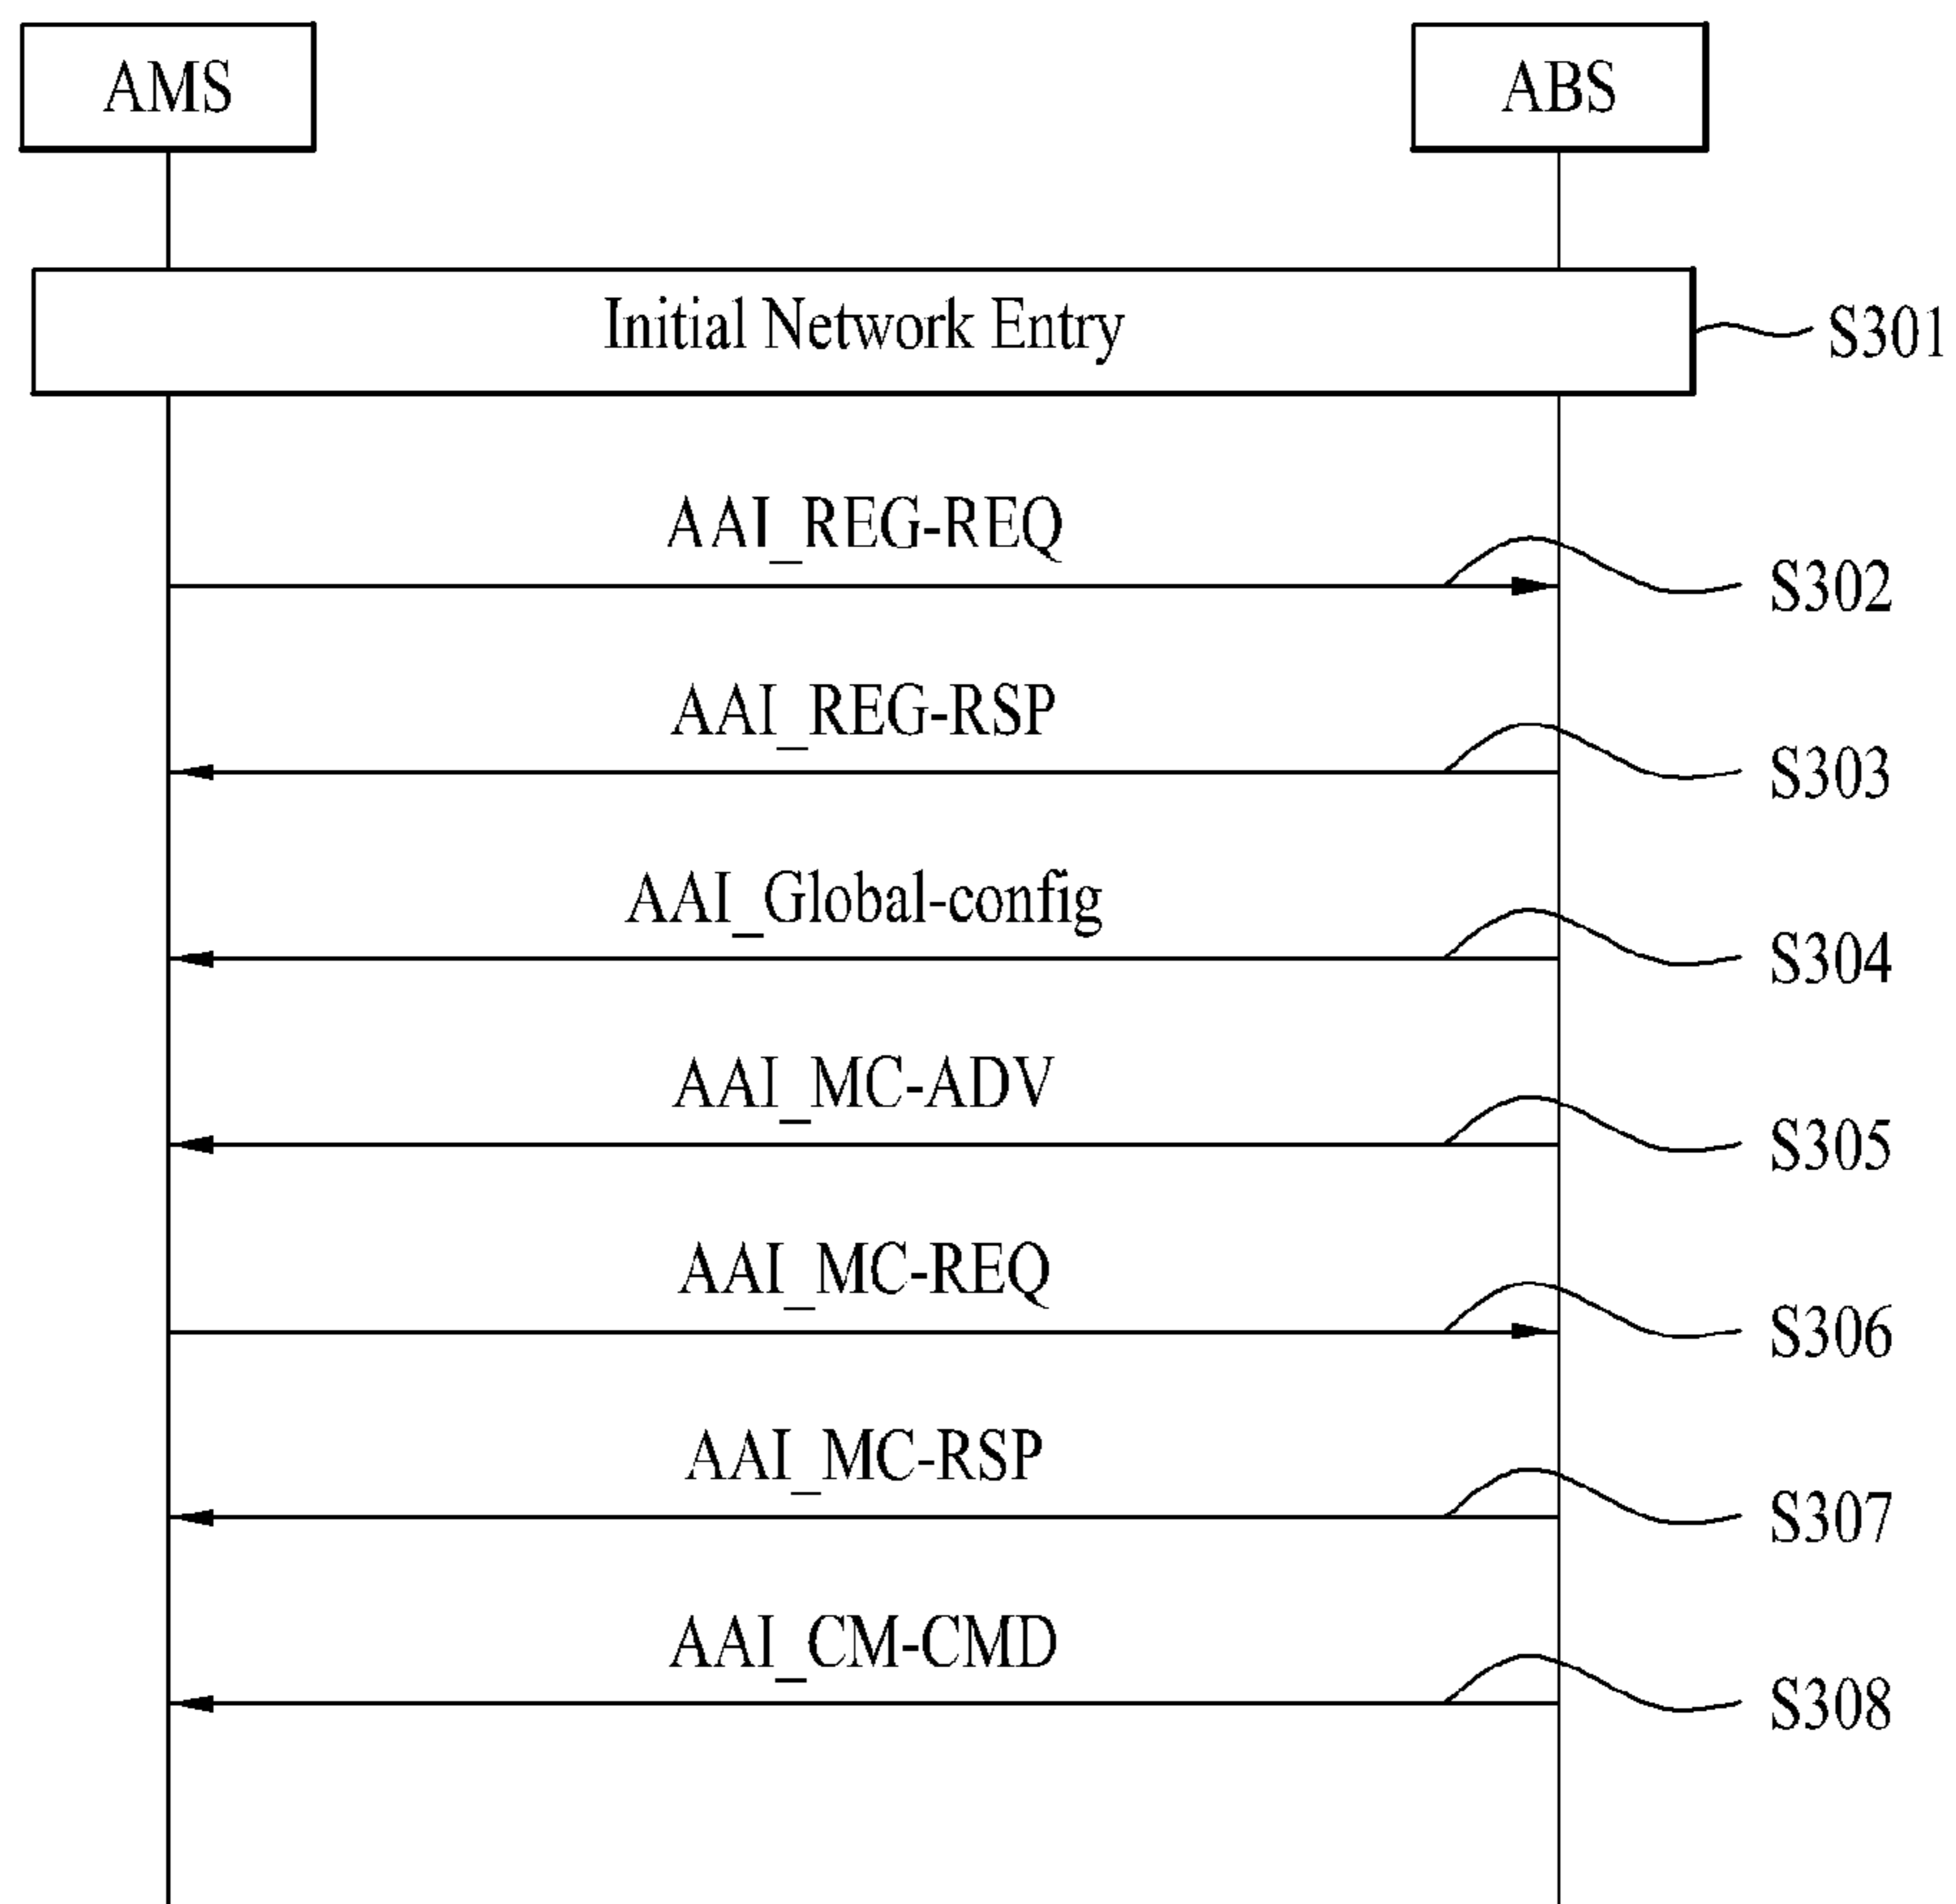 AMS
ABS
Initial Network Entry
S301
AAI_REG-REQ
S302
AAI_REG-RSP
S303
AAI_Global-config
S304
AAI_MC-ADV
S305
AAI_MC-REQ
S306
AAI_MC-RSP
S307
AAI_CM-CMD
S308